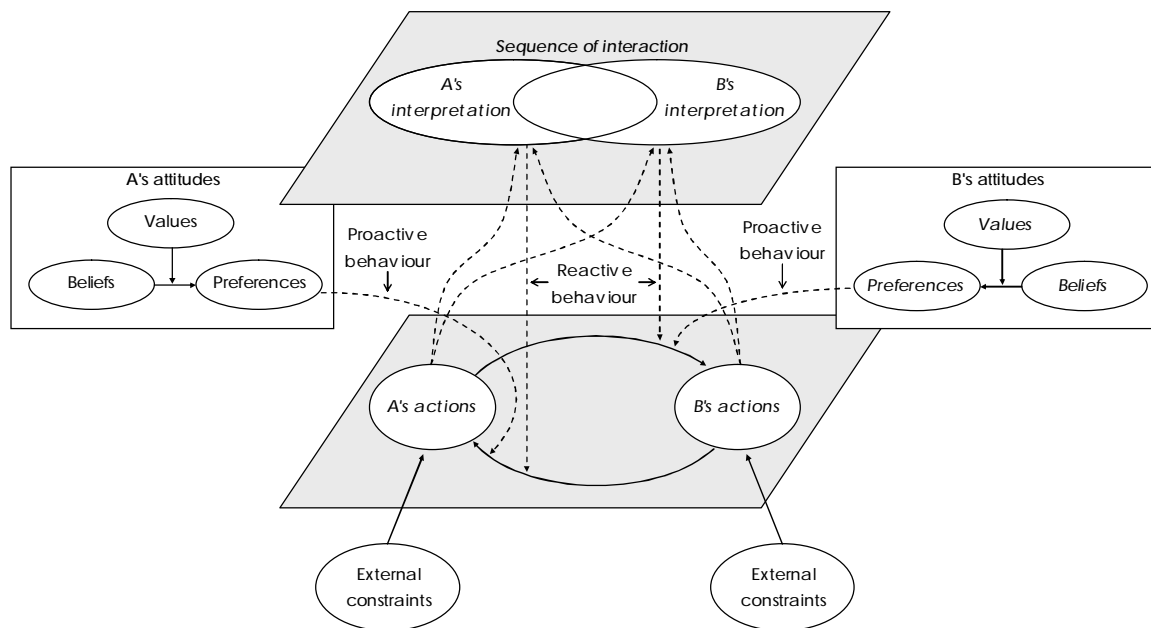 Sequence of interaction
A's
interpretation
B's
interpretation
A's attitudes
Values
Beliefs
Preferences
Proactive
behaviour
Reactive
behaviour
Proactive
behaviour
B's attitudes
Values
Preferences
Beliefs
A's actions
B's actions
External
constraints
External
constraints